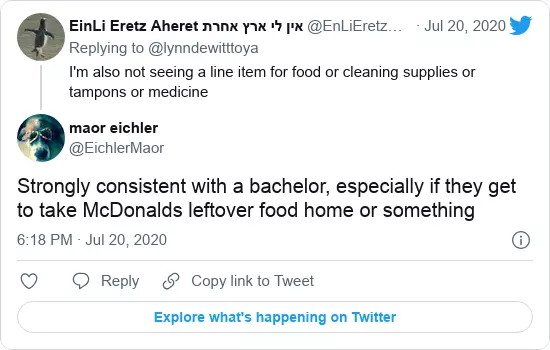 EinLi Eretz Aheret אין לי ארץ אחרת @EnLiEretz… · Jul 20, 2020
Replying to @lynndewitttoya
I'm also not seeing a line item for food or cleaning supplies or
tampons or medicine
maor eichler
@EichlerMaor
Strongly consistent with a bachelor, especially if they get
to take McDonalds leftover food home or something
6:18 PM · Jul 20, 2020
Reply
Copy link to Tweet
Explore what's happening on Twitter